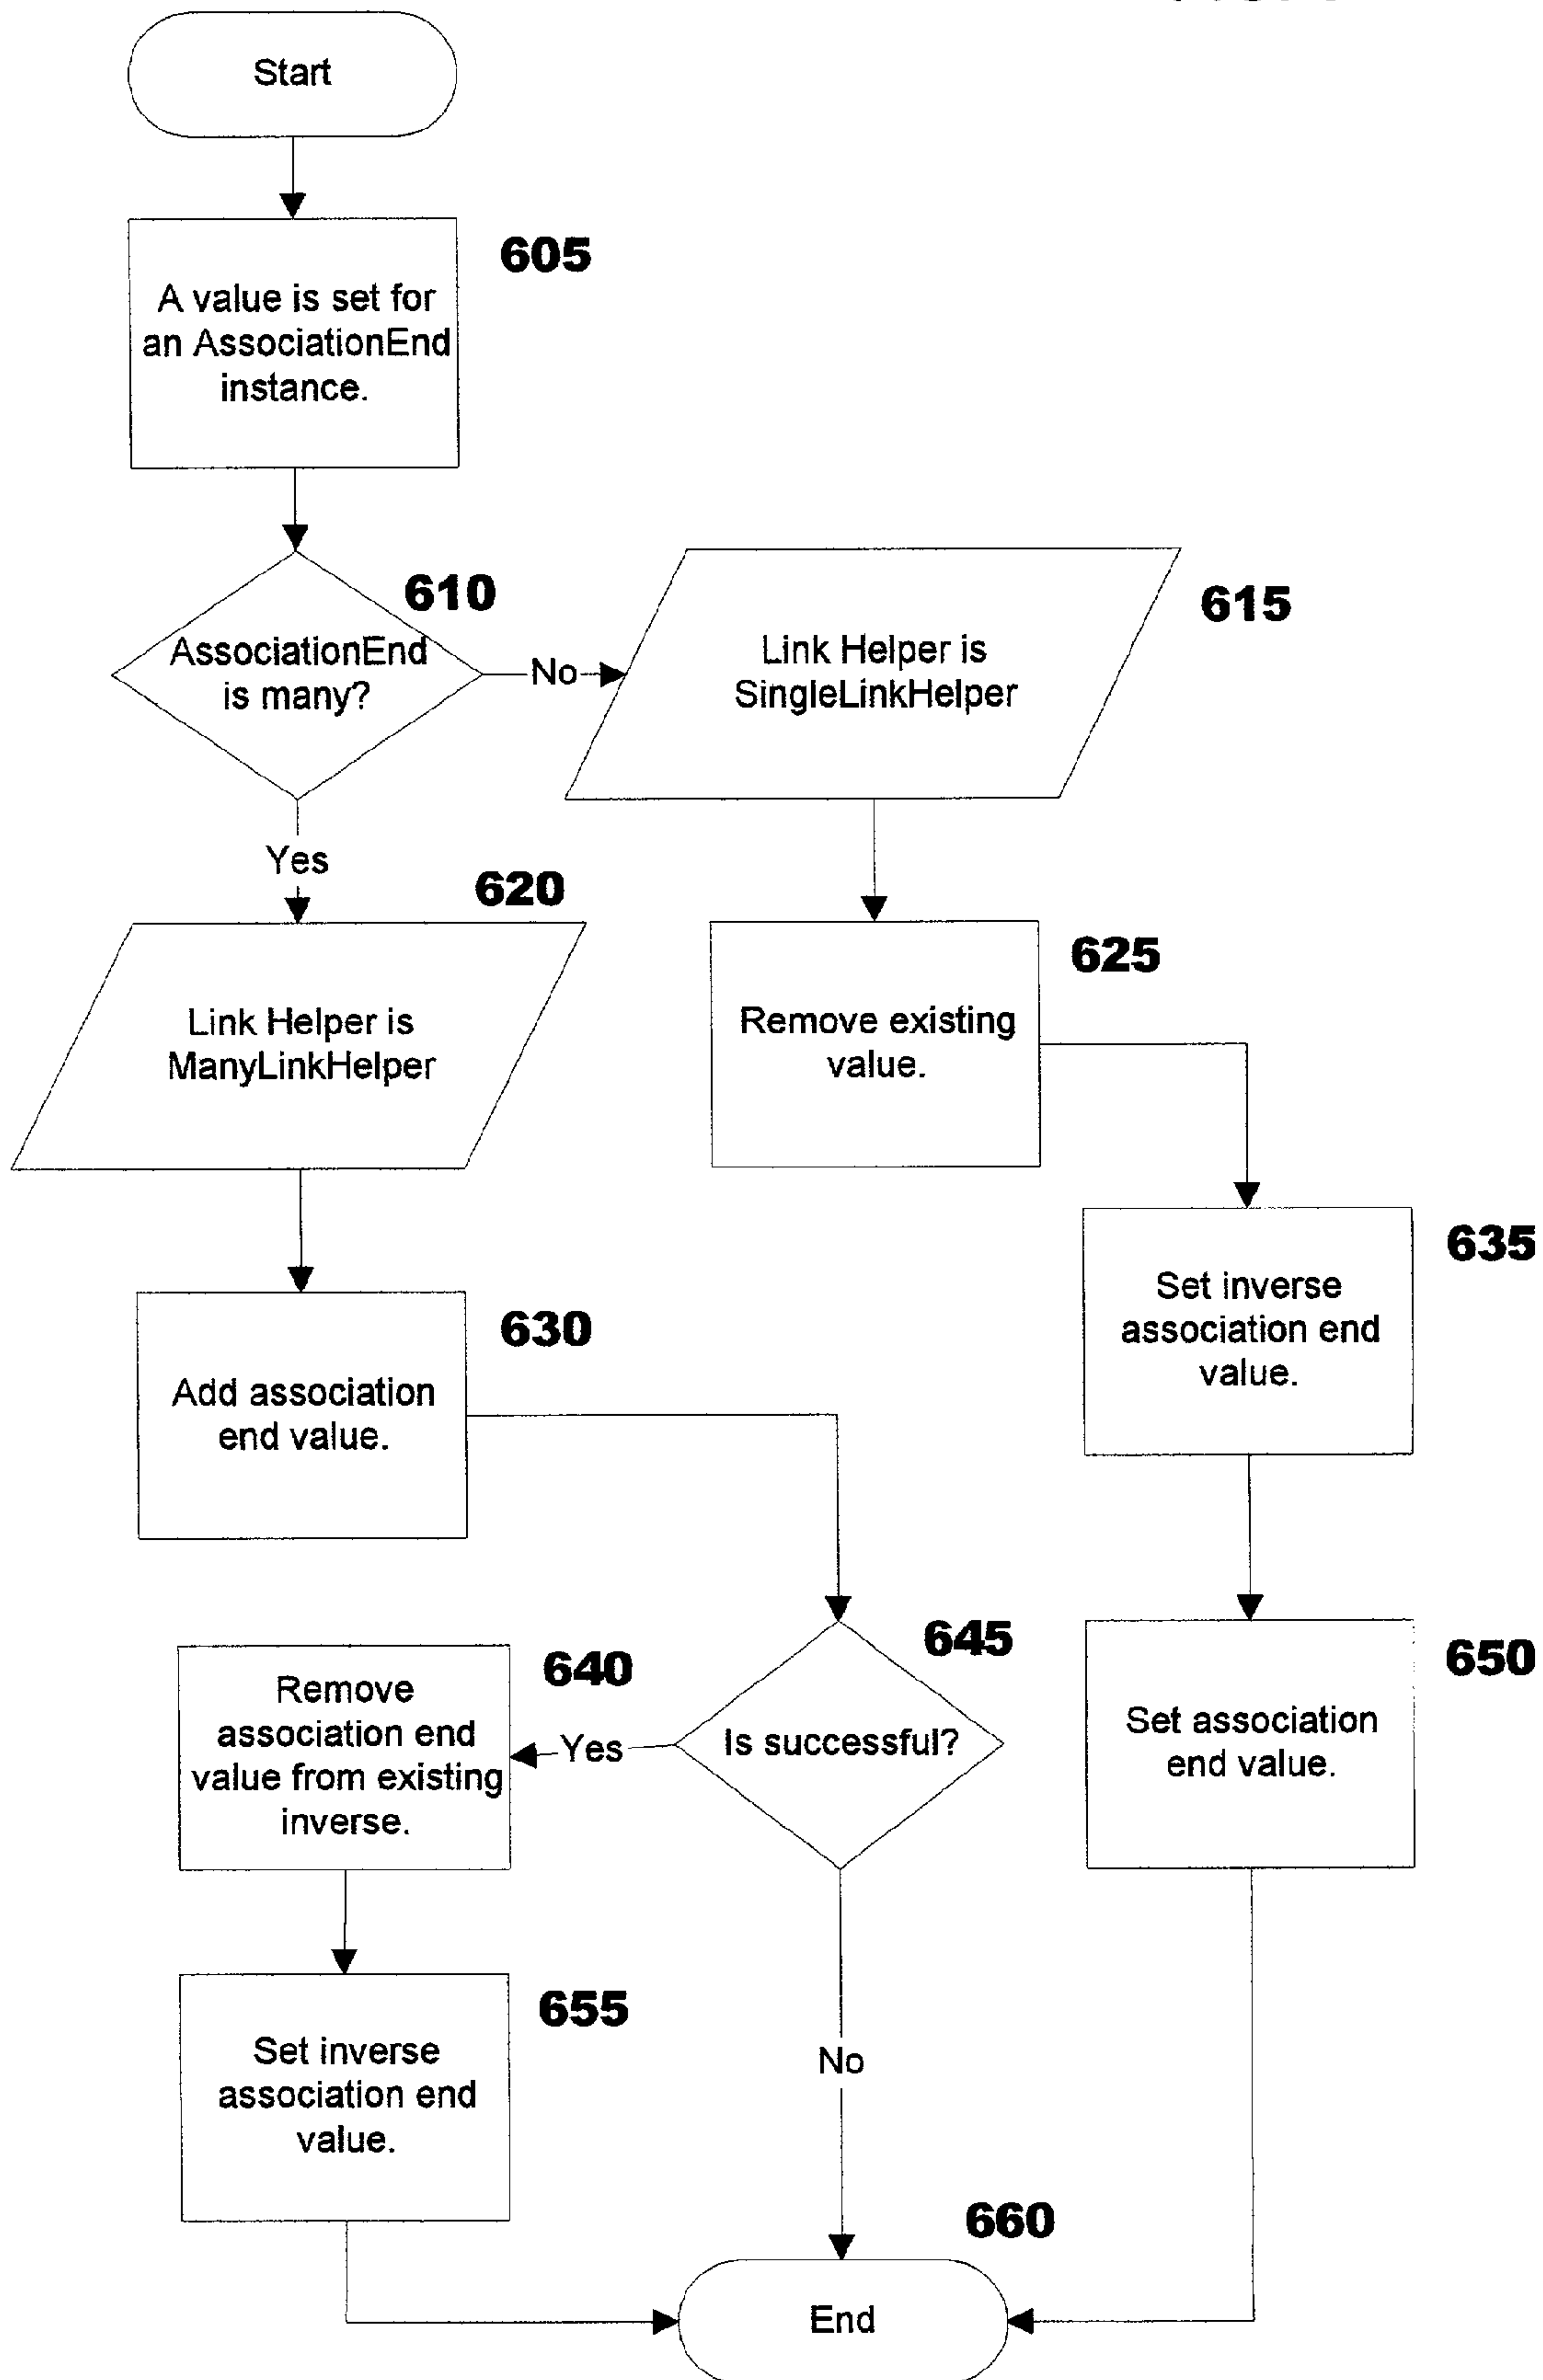 Start
605
A value is set for
an AssociationEnd
instance.
610
AssociationEnd
is many?
No
615
Link Helper is
SingleLinkHelper
Yes
620
Link Helper is
ManyLinkHelper
625
Remove existing
value.
630
Add association
end value.
635
Set inverse
association end
value.
640
Remove
association end
value from existing
inverse.
Yes
645
Is successful?
650
Set association
end value.
655
Set inverse
association end
value.
No
660
End